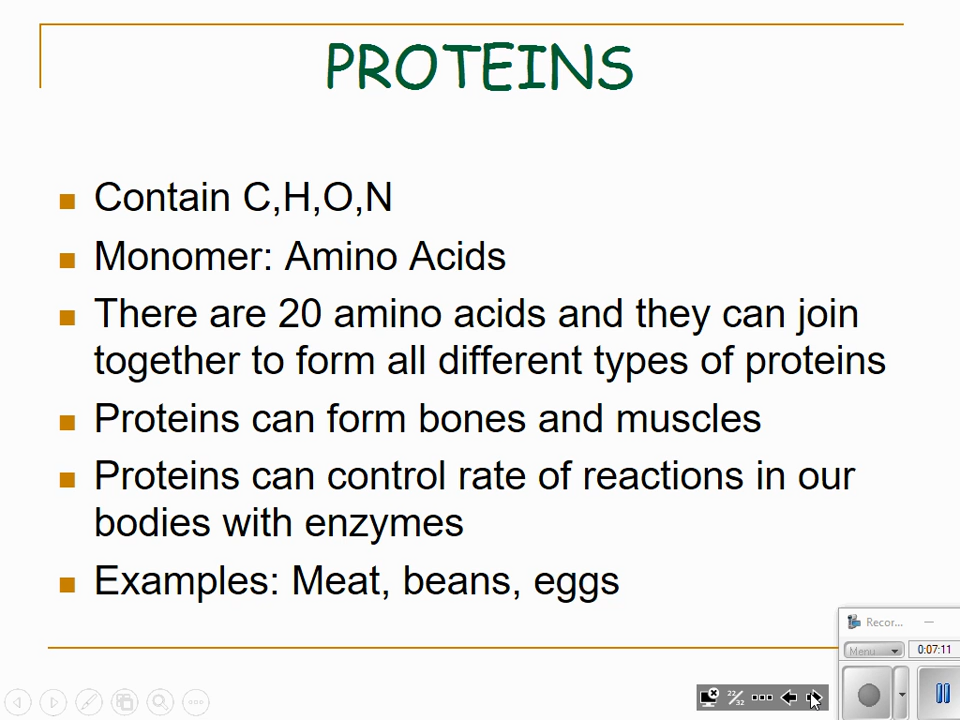 PROTEINS
Contain C,H,O,N
Monomer: Amino Acids
There are 20 amino acids and they can join
together to form all different types of proteins
Proteins can form bones and muscles
Proteins can control rate of reactions in our
bodies with enzymes
Examples: Meat, beans, eggs
Recor...
Menu
0:07:11
22/32